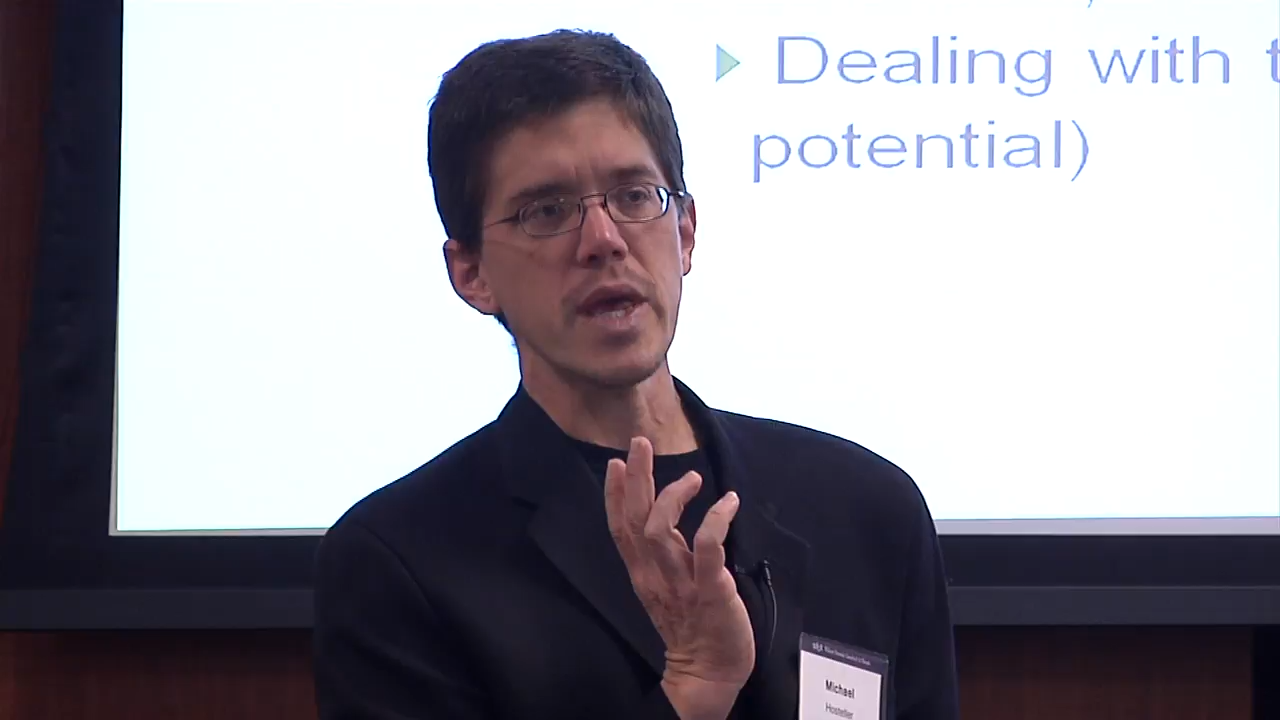 Dealing with t
potential)
Michael
Hostetler